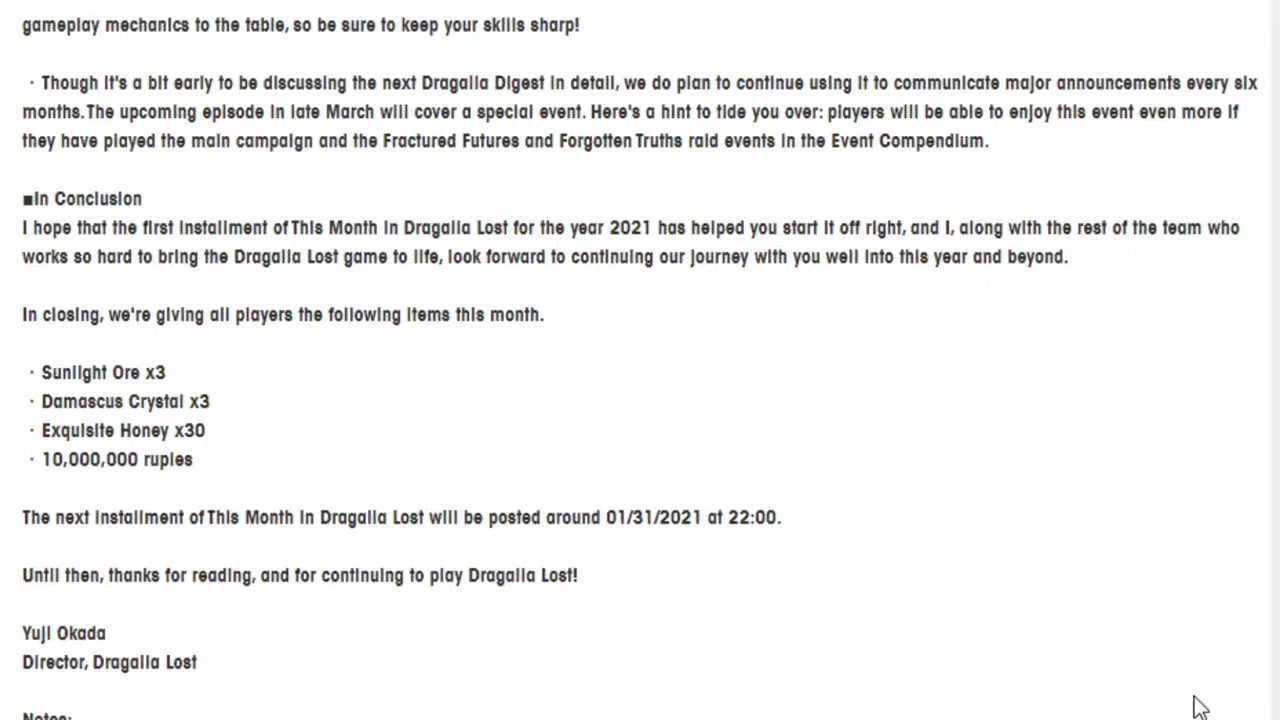 gameplay mechanics to the table, so be sure to keep your skills sharp!
· Though it's a bit early to be discussing the next Dragalia Digest in detail, we do plan to continue using it to communicate major announcements every six
months. The upcoming episode in late March will cover a special event. Here's a hint to tide you over: players will be able to enjoy this event even more if
they have played the main campaign and the Fractured Futures and Forgotten Truths raid events in the Event Compendium.
■In Conclusion
I hope that the first installment of This Month in Dragalia Lost for the year 2021 has helped you start it off right, and I, along with the rest of the team who
works so hard to bring the Dragalia Lost game to life, look forward to continuing our journey with you well into this year and beyond.
In closing, we're giving all players the following items this month.
· Sunlight Ore x3
· Damascus Crystal x3
· Exquisite Honey x30
· 10,000,000 rupies
The next installment of This Month in Dragalia Lost will be posted around 01/31/2021 at 22:00.
Until then, thanks for reading, and for continuing to play Dragalia Lost!
Yuji Okada
Director, Dragalia Lost
Notes: